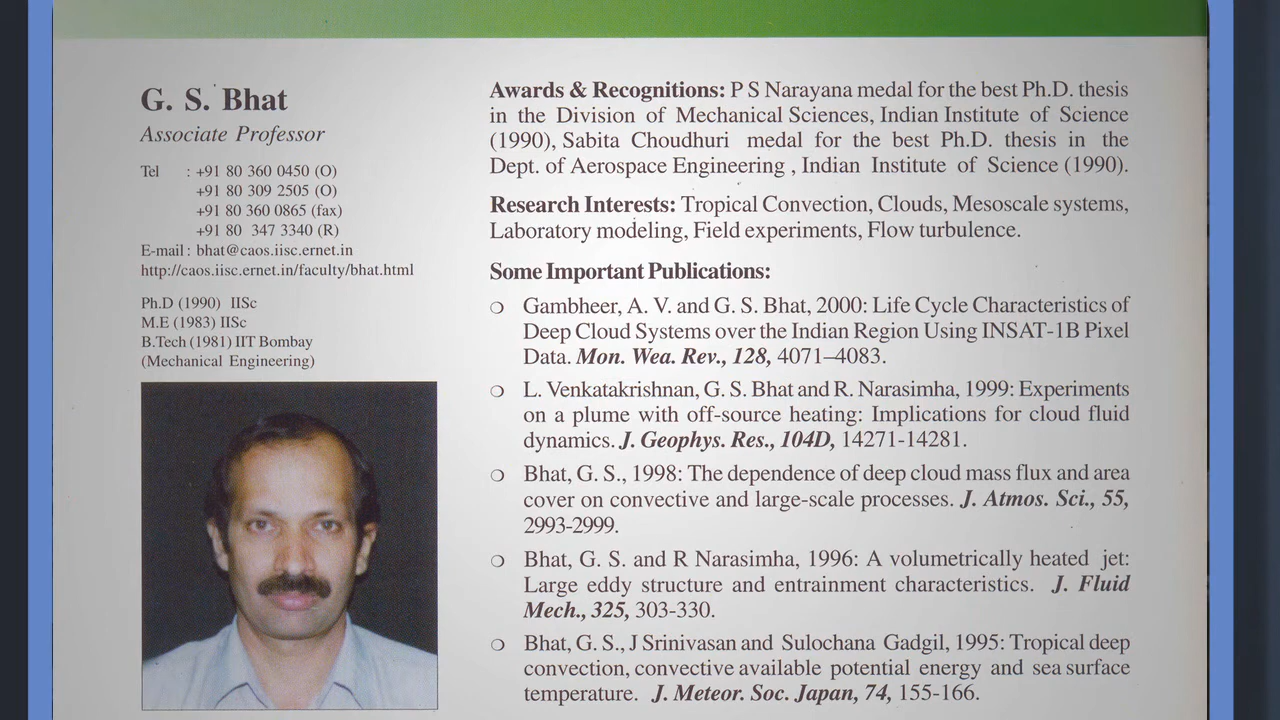 G. S. Bhat
Associate Professor
Tel : +91 80 360 0450 (O)
+91 80 309 2505 (O)
+91 80 360 0865 (fax)
+91 80 347 3340 (R)
E-mail : bhat@caos.iisc.ernet.in
http://caos.iisc.ernet.in/faculty/bhat.html
Ph.D (1990) IISc
M.E (1983) IISc
B.Tech (1981) IIT Bombay
(Mechanical Engineering)
Awards & Recognitions: P S Narayana medal for the best Ph.D. thesis
in the Division of Mechanical Sciences, Indian Institute of Science
(1990), Sabita Choudhuri medal for the best Ph.D. thesis in the
Dept. of Aerospace Engineering , Indian Institute of Science (1990).
Research Interests: Tropical Convection, Clouds, Mesoscale systems,
Laboratory modeling, Field experiments, Flow turbulence.
Some Important Publications:
❍ Gambheer, A. V. and G. S. Bhat, 2000: Life Cycle Characteristics of
Deep Cloud Systems over the Indian Region Using INSAT-1B Pixel
Data. Mon. Wea. Rev., 128, 4071–4083.
❍ L. Venkatakrishnan, G. S. Bhat and R. Narasimha, 1999: Experiments
on a plume with off-source heating: Implications for cloud fluid
dynamics. J. Geophys. Res., 104D, 14271-14281.
❍ Bhat, G. S., 1998: The dependence of deep cloud mass flux and area
cover on convective and large-scale processes. J. Atmos. Sci., 55,
2993-2999.
❍ Bhat, G. S. and R Narasimha, 1996: A volumetrically heated jet:
Large eddy structure and entrainment characteristics. J. Fluid
Mech., 325, 303-330.
❍ Bhat, G. S., J Srinivasan and Sulochana Gadgil, 1995: Tropical deep
convection, convective available potential energy and sea surface
temperature. J. Meteor. Soc. Japan, 74, 155-166.